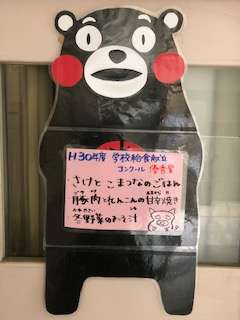 H30年度 学校給食献立
コンクール 優秀賞
さけと こまつなのごはん
豚肉とれんこんの甘辛焼き
冬野菜のみそ汁